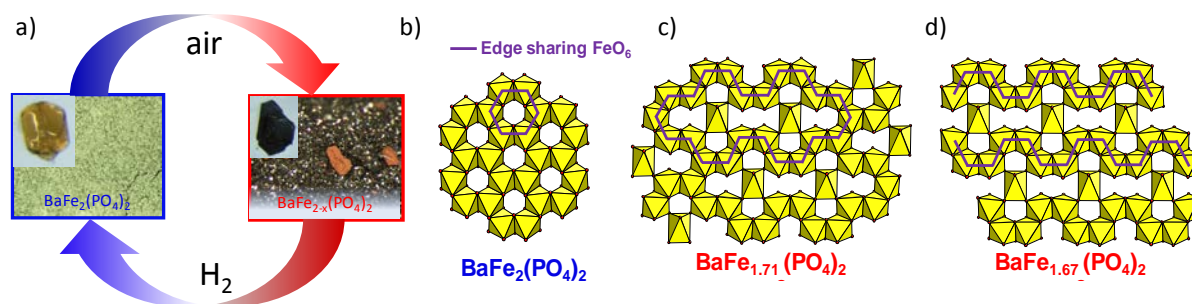 a)
air
BaFe2(PO4)2
BaFe2-x(PO4)2
H2
b)
Edge sharing FeO6
BaFe2(PO4)2
c)
BaFe1.71 (PO4)2
d)
BaFe1.67 (PO4)2